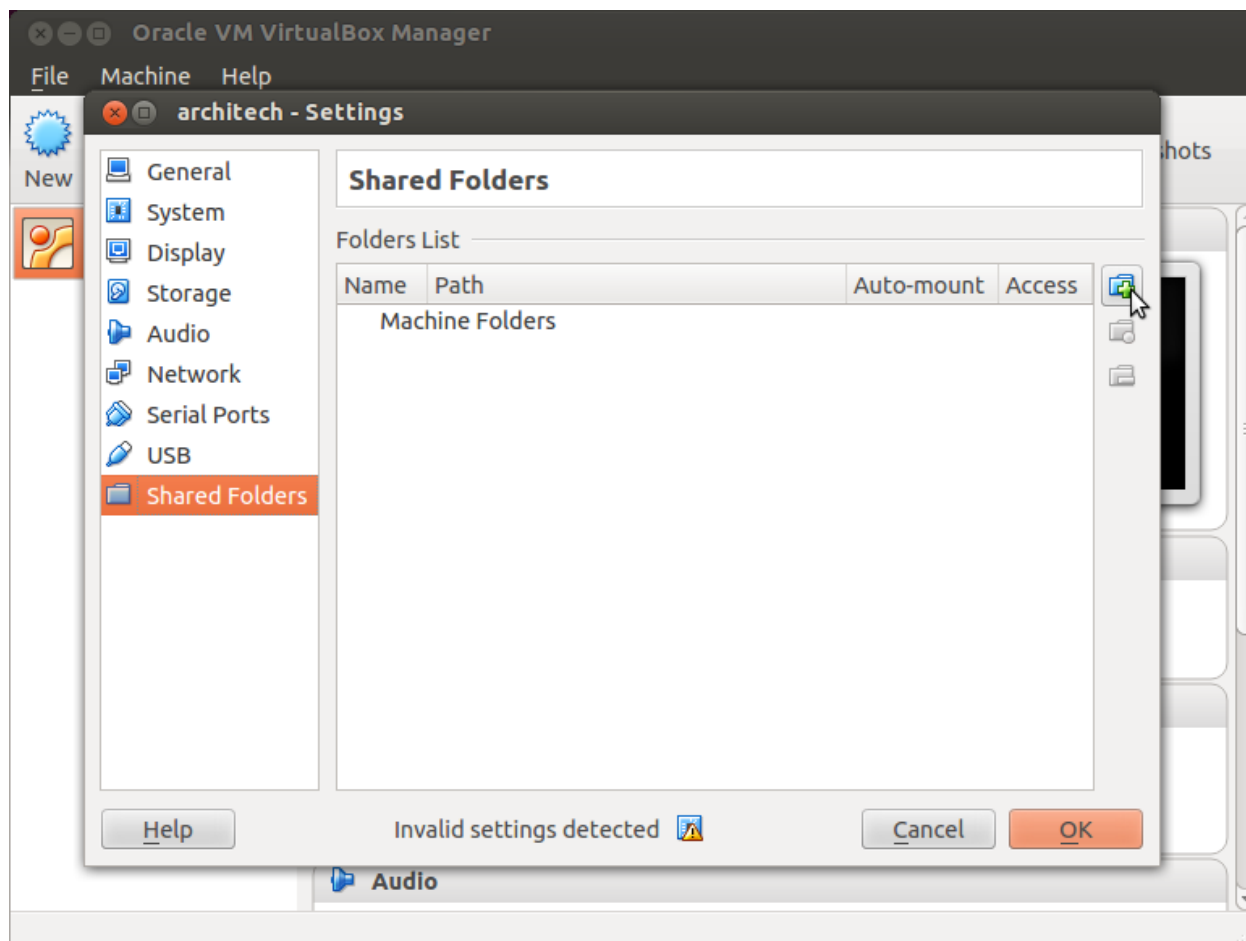 Oracle VM VirtualBox Manager
File Machine Help
architech - Settings
New
shots
General
System
Display
Storage
Audio
Network
Serial Ports
USB
Shared Folders
Shared Folders
Folders List
Name Path Auto-mount Access
Machine Folders
Help
Invalid settings detected
Cancel
OK
Audio